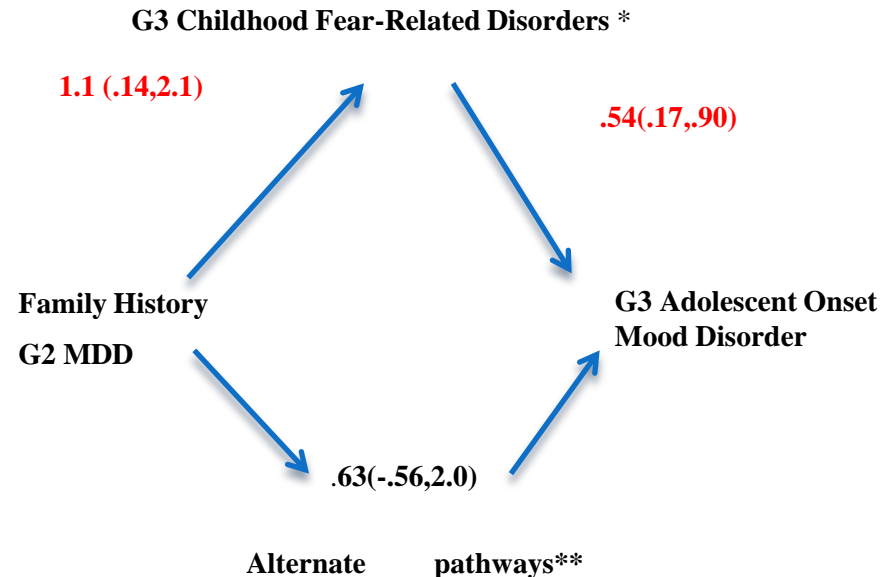 G3 Childhood Fear-Related Disorders *
1.1 (.14,2.1)
.54(.17,.90)
Family History
G2 MDD
G3 Adolescent Onset
Mood Disorder
.63(-.56,2.0)
Alternate pathways**